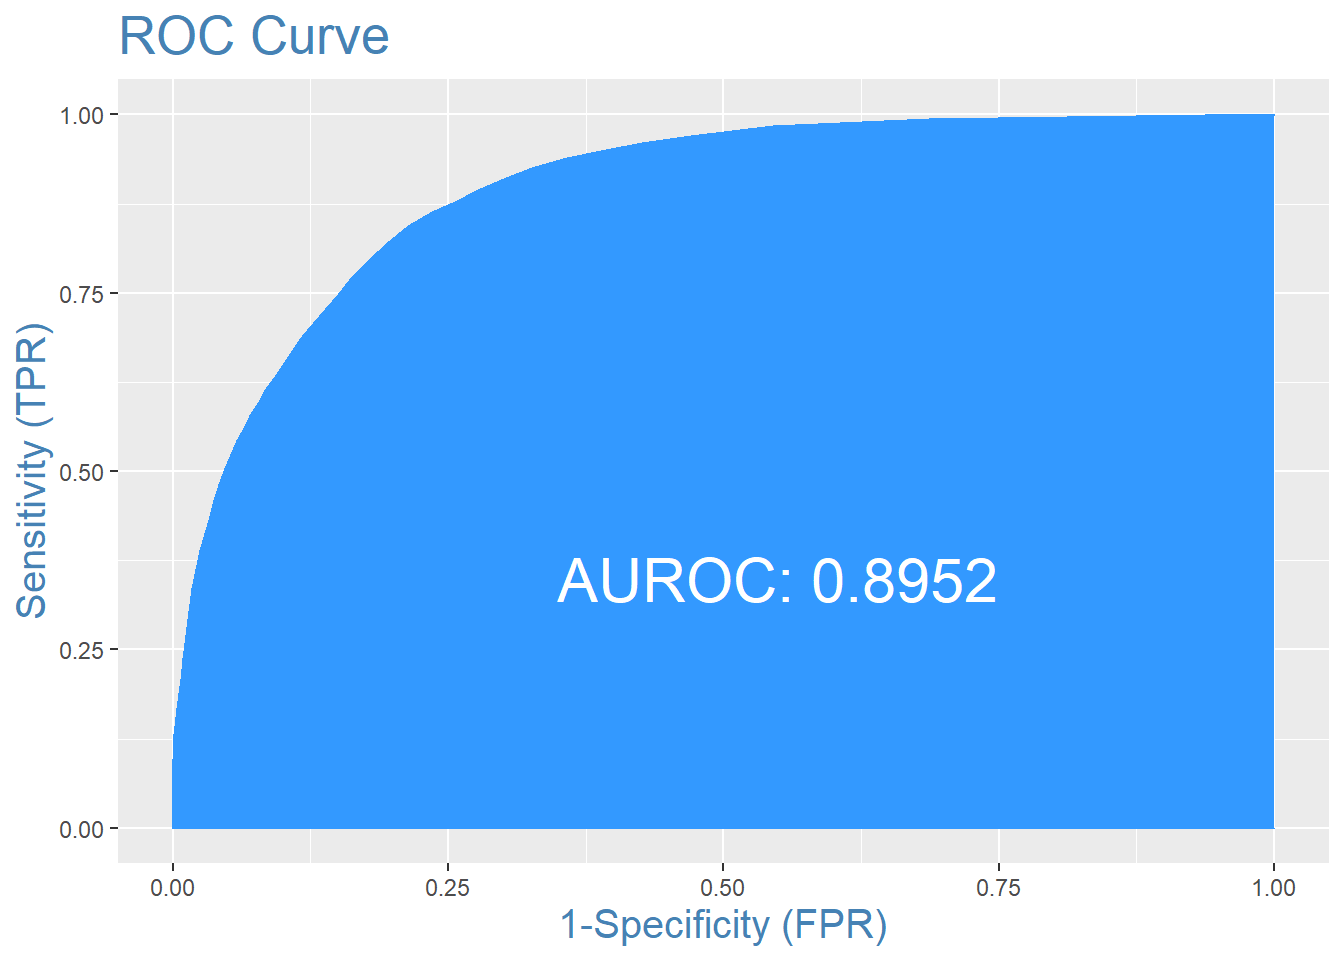 ROC Curve
1.00
0.75
0.50
0.25
0.00
Sensitivity (TPR)
AUROC: 0.8952
0.00 0.25 0.50 0.75 1.00
1-Specificity (FPR)